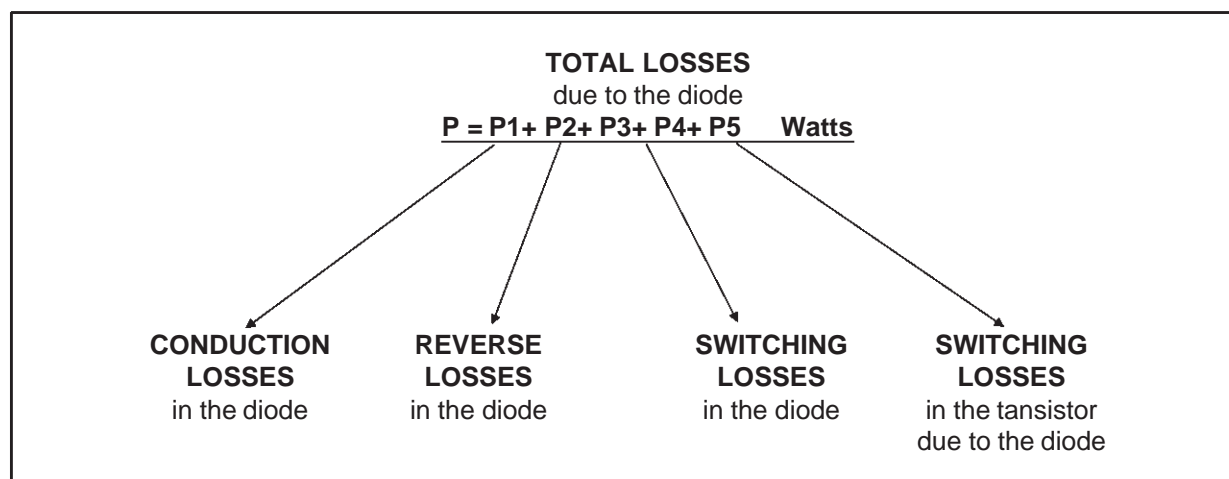 TOTAL LOSSES
due to the diode
P = P1+ P2+ P3+ P4+ P5 Watts
CONDUCTION
LOSSES
in the diode
REVERSE
LOSSES
in the diode
SWITCHING
LOSSES
in the diode
SWITCHING
LOSSES
in the tansistor
due to the diode